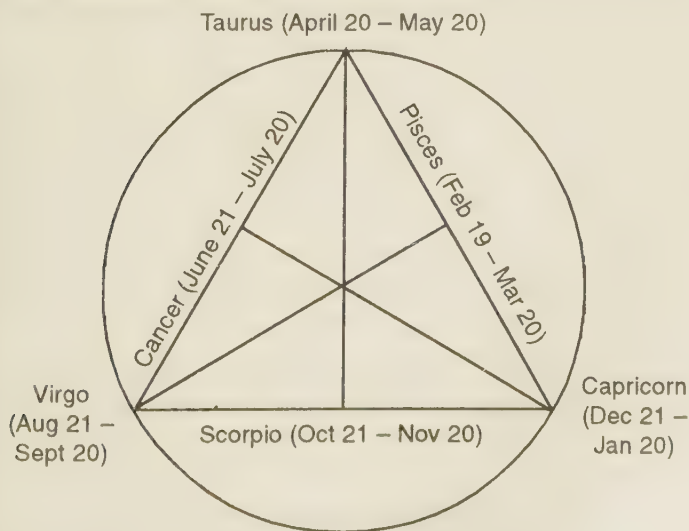 Taurus (April 20 – May 20)
Cancer (June 21 – July 20)
Pisces (Feb 19 – Mar 20)
Virgo
(Aug 21 –
Sept 20)
Scorpio (Oct 21 – Nov 20)
Capricorn
(Dec 21 –
Jan 20)